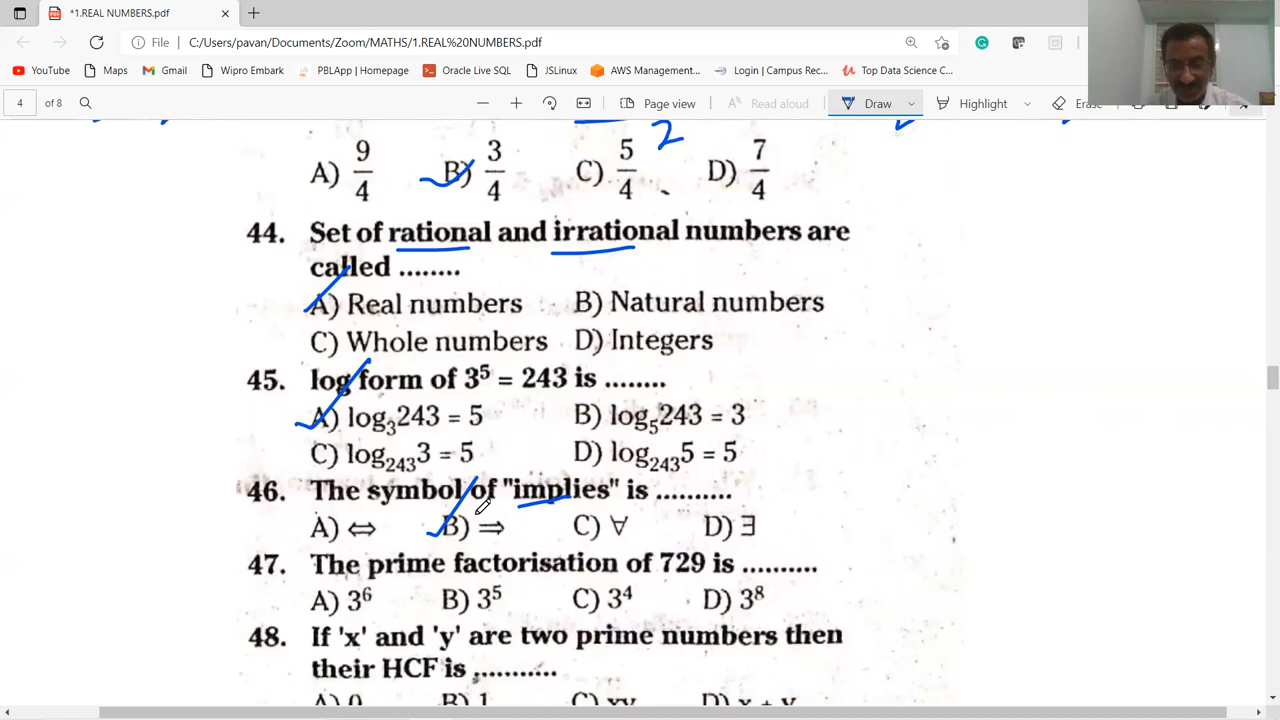 *1.REAL NUMBERS.pdf
File C:/Users/pavan/Documents/Zoom/MATHS/1.REAL%20NUMBERS.pdf
YouTube Maps Gmail Wipro Embark PBLApp | Homepage Oracle Live SQL JSLinux AWS Management... Login | Campus Rec... Top Data Science C...
4 of 8 Page view Read aloud Draw Highlight Erase
2
A) 9/4 B) 3/4 C) 5/4 D) 7/4
44. Set of rational and irrational numbers are
called ........
A) Real numbers B) Natural numbers
C) Whole numbers D) Integers
45. log form of 3⁵ = 243 is ........
A) log₃243 = 5 B) log₅243 = 3
C) log₂₄₃3 = 5 D) log₂₄₃5 = 5
46. The symbol of "implies" is ..........
A) ⇔ B) ⇒ C) ∀ D) ∃
47. The prime factorisation of 729 is ..........
A) 3⁶ B) 3⁵ C) 3⁴ D) 3⁸
48. If 'x' and 'y' are two prime numbers then
their HCF is ...........
A) 0 B) 1 C) xy D) x + y